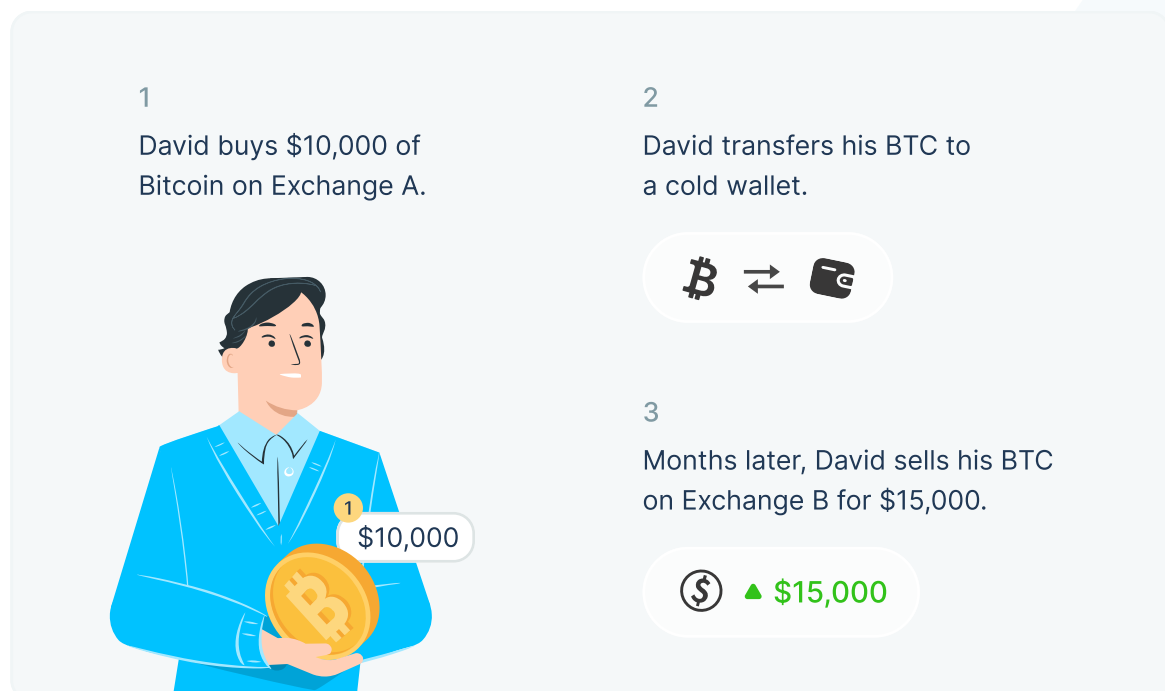 1
David buys $10,000 of
Bitcoin on Exchange A.
1
$10,000
2
David transfers his BTC to
a cold wallet.
3
Months later, David sells his BTC
on Exchange B for $15,000.
$15,000